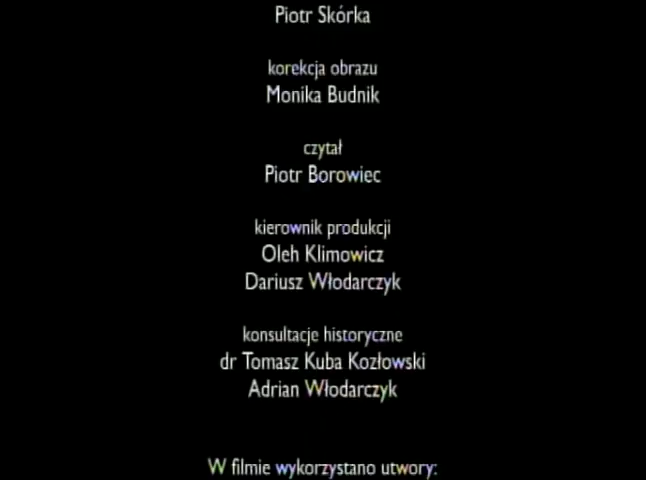 Piotr Skórka
korekcja obrazu
Monika Budnik
czytał
Piotr Borowiec
kierownik produkcji
Oleh Klimowicz
Dariusz Włodarczyk
konsultacje historyczne
dr Tomasz Kuba Kozłowski
Adrian Włodarczyk
W filmie wykorzystano utwory: